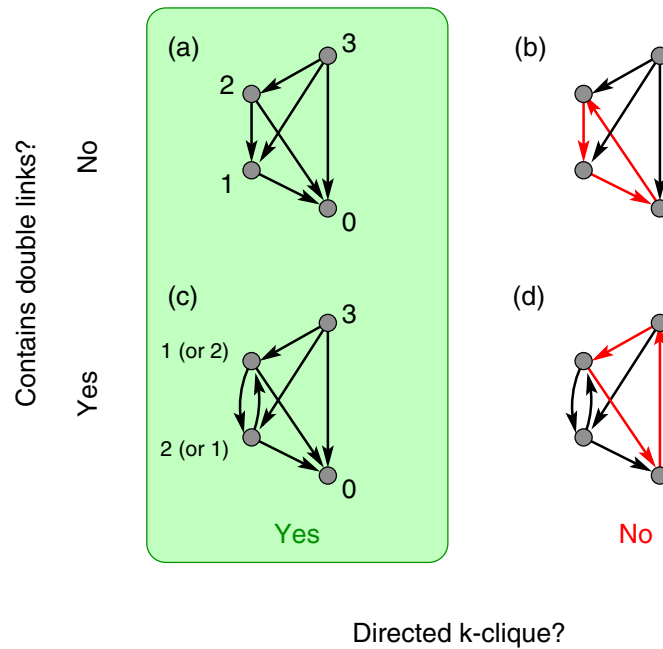 (a)
3
2
1
0
(b)
No
Contains double links?
(c)
3
1 (or 2)
2 (or 1)
0
(d)
Yes
Yes
No
Directed k-clique?